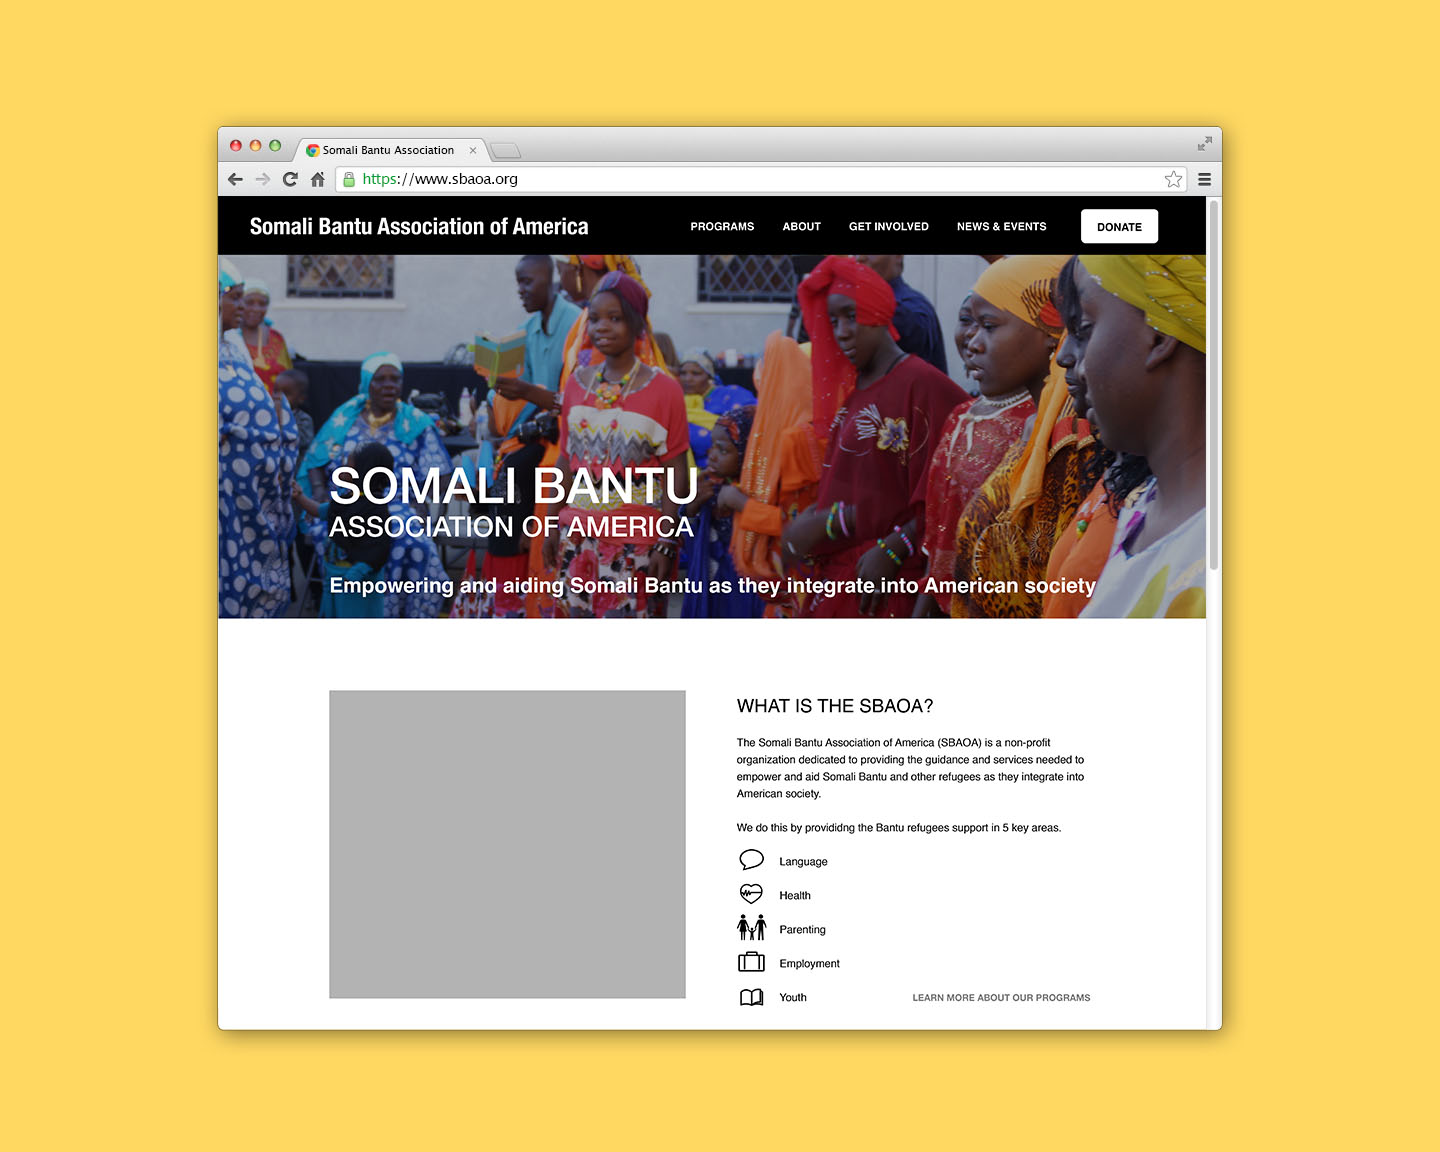 Somali Bantu Association
https://www.sbaoa.org
Somali Bantu Association of America
PROGRAMS ABOUT GET INVOLVED NEWS & EVENTS DONATE
SOMALI BANTU
ASSOCIATION OF AMERICA
Empowering and aiding Somali Bantu as they integrate into American society
WHAT IS THE SBAOA?
The Somali Bantu Association of America (SBAOA) is a non-profit
organization dedicated to providing the guidance and services needed to
empower and aid Somali Bantu and other refugees as they integrate into
American society.
We do this by provididng the Bantu refugees support in 5 key areas.
Language
Health
Parenting
Employment
Youth
LEARN MORE ABOUT OUR PROGRAMS